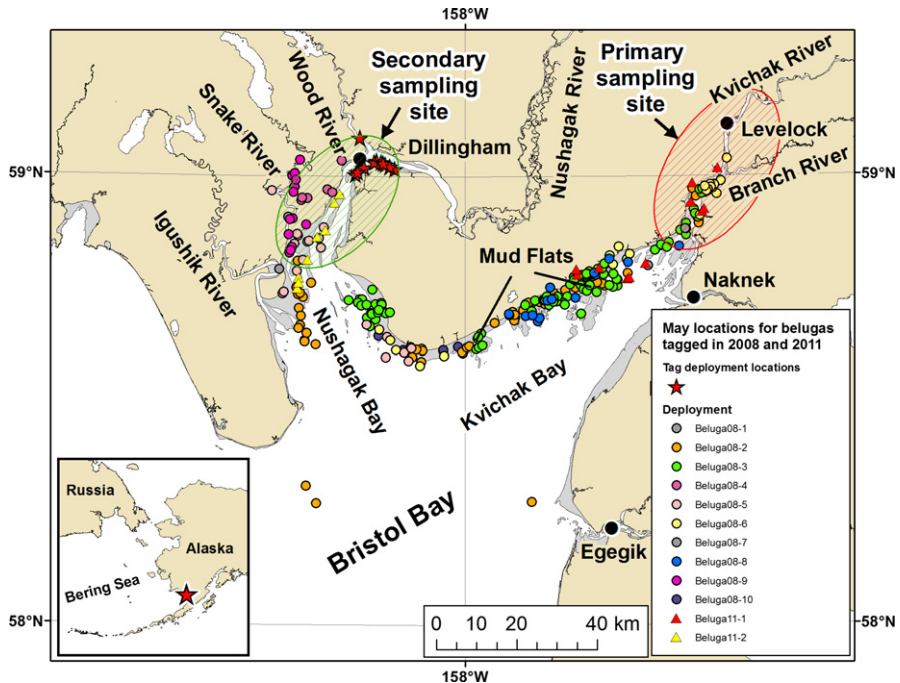 158°W
Wood River
Secondary
sampling
site
Nushagak River
Primary
sampling
site
Kvichak River
Snake River
Levelock
59°N
Dillingham
59°N
Branch River
Igushik River
Mud Flats
Naknek
Nushagak Bay
Kvichak Bay
Bristol Bay
Egegik
May locations for belugas
tagged in 2008 and 2011
Tag deployment locations
Deployment
Beluga08-1
Beluga08-2
Beluga08-3
Beluga08-4
Beluga08-5
Beluga08-6
Beluga08-7
Beluga08-8
Beluga08-9
Beluga08-10
Beluga11-1
Beluga11-2
Russia
Alaska
Bering Sea
0 10 20 40 km
58°N
58°N
158°W